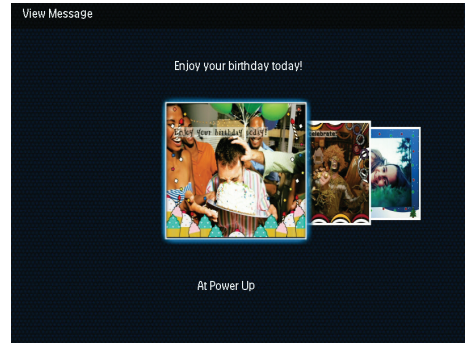 View Message
Enjoy your birthday today!
Enjoy your birthday today!
Celebrate!
At Power Up